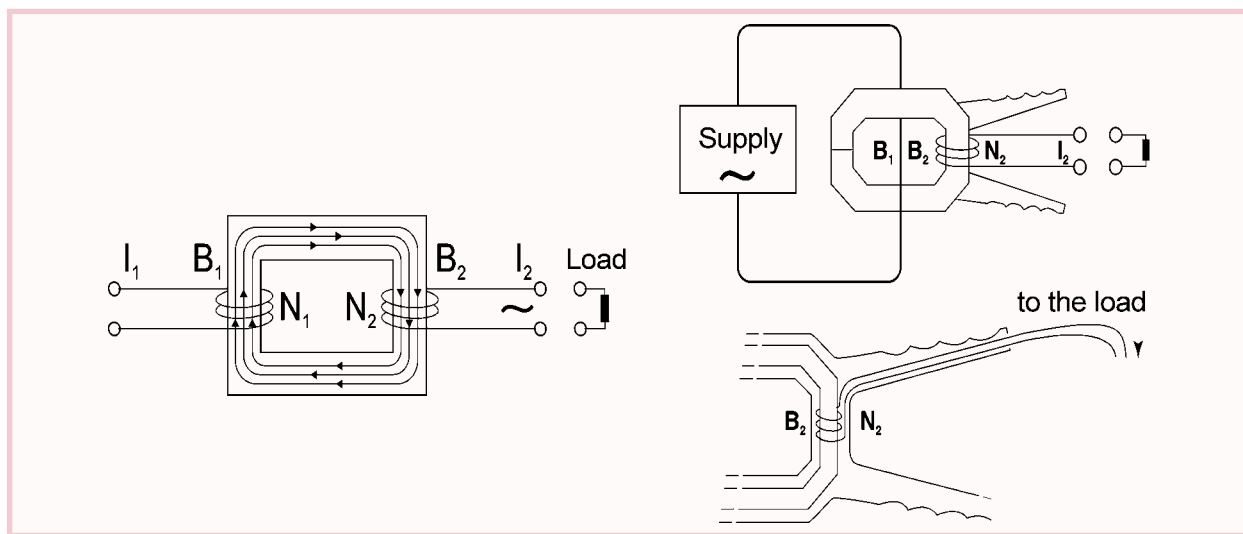 I₁
B₁
N₁
N₂
B₂
I₂
~
Load
Supply
~
B₁
B₂
N₂
I₂
to the load
B₂
N₂